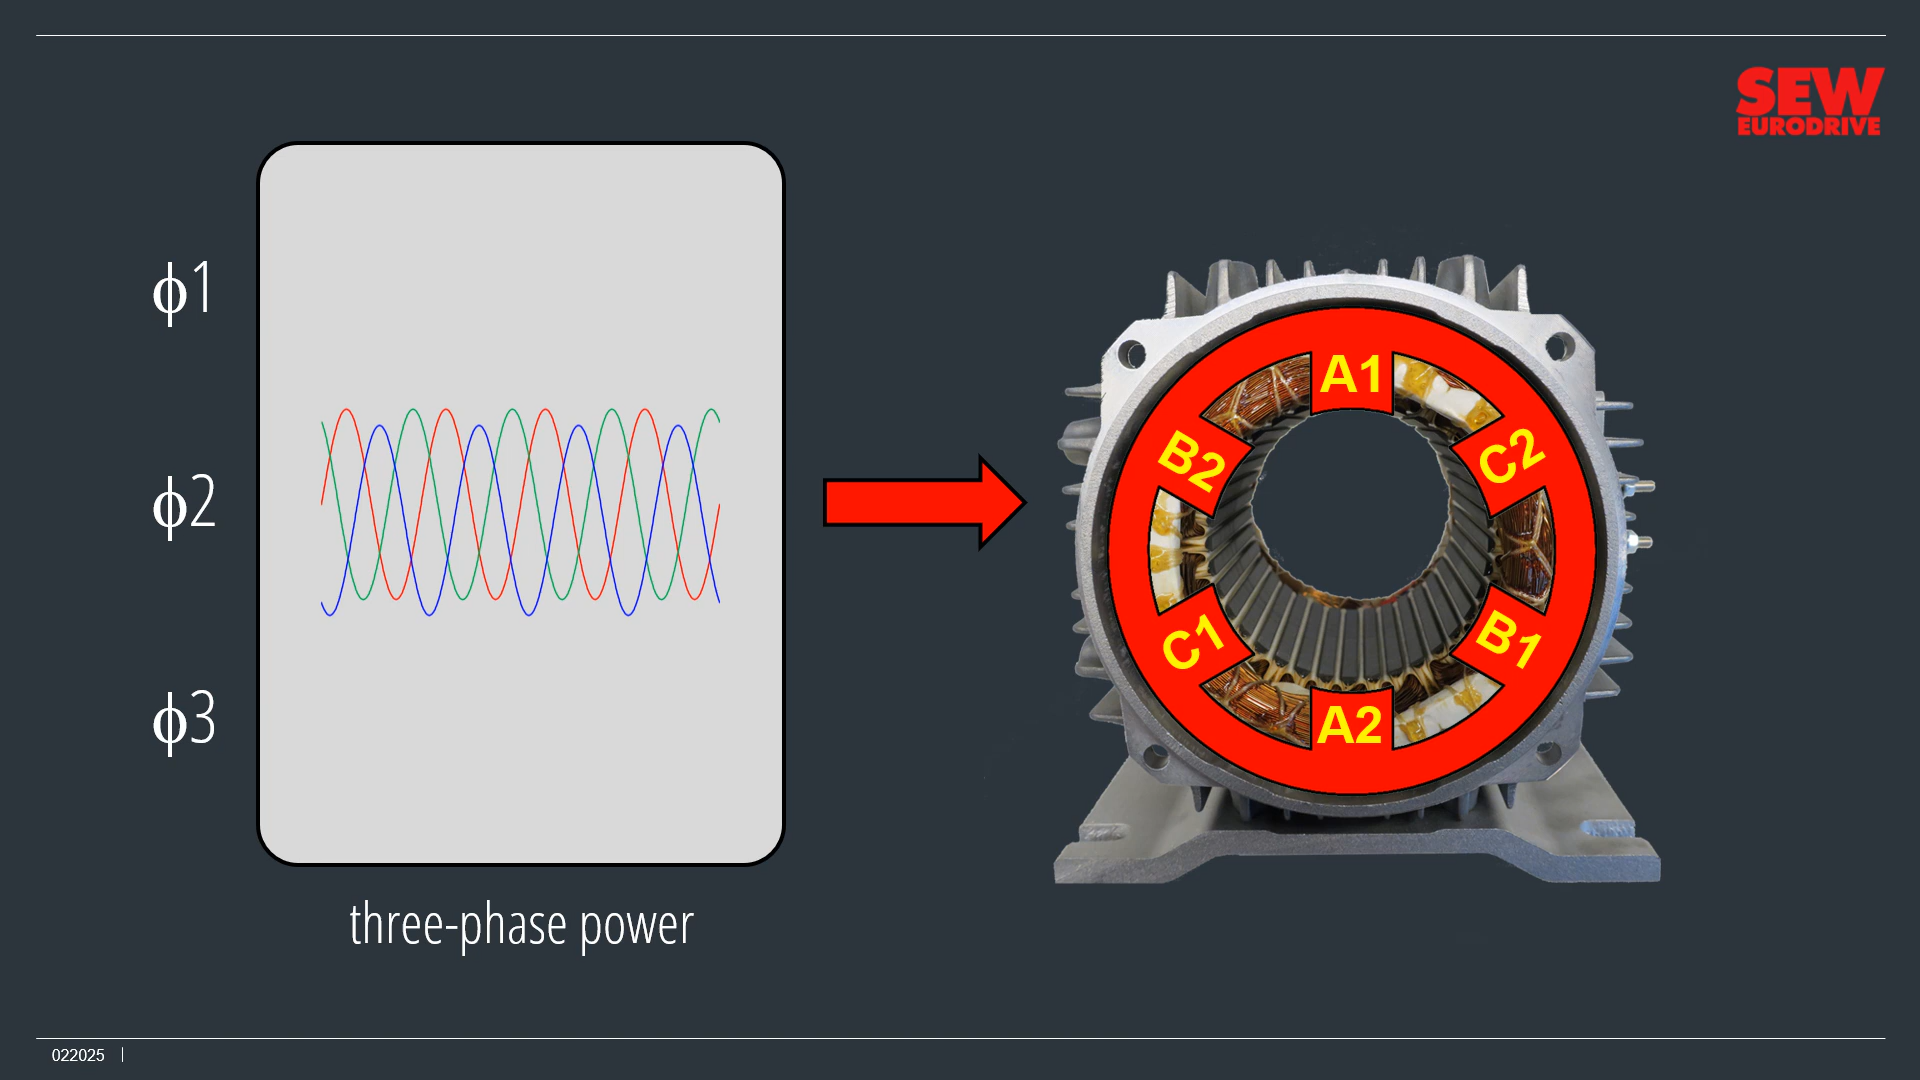 SEW
EURODRIVE
ϕ1
ϕ2
ϕ3
A1
B2
C2
C1
B1
A2
three-phase power
022025 |